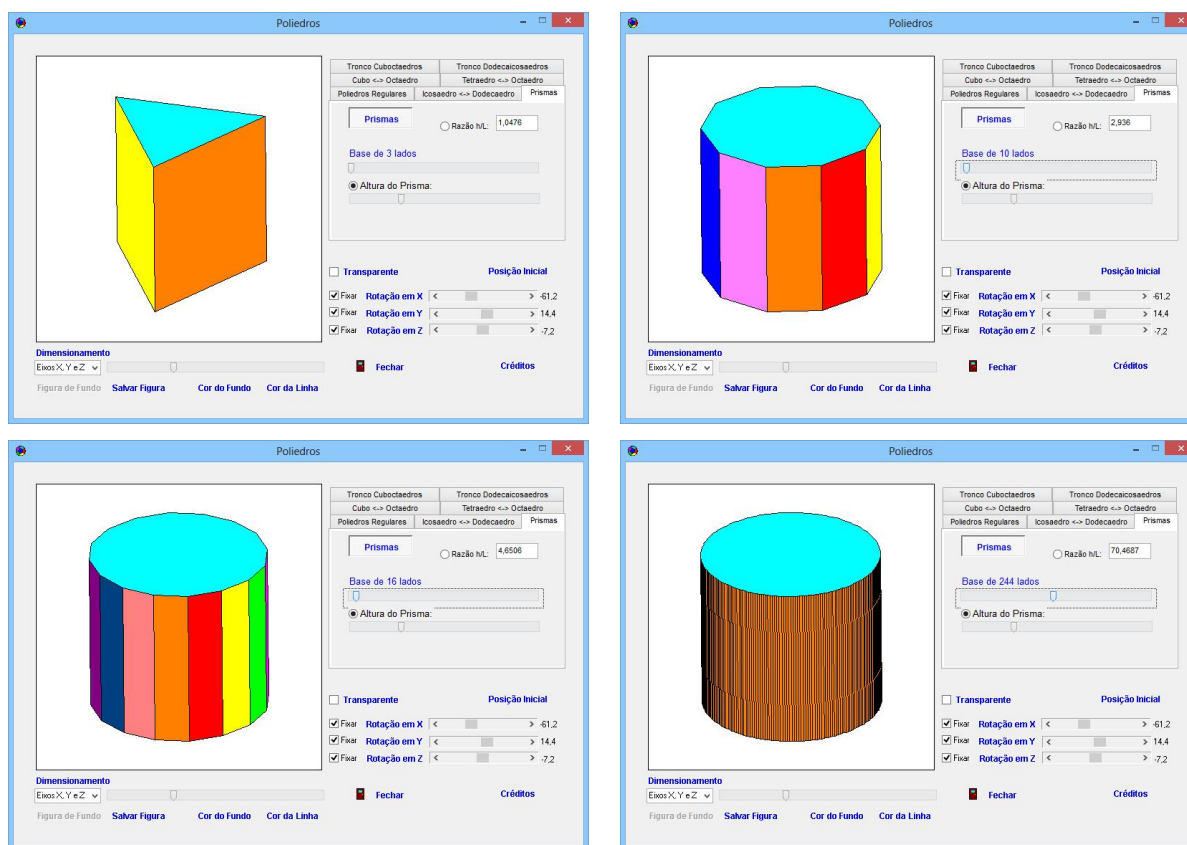 Poliedros
Tronco Cuboctaedros Tronco Dodecaicosaedros
Cubo <-> Octaedro Tetraedro <-> Octaedro
Poliedros Regulares Icosaedro <-> Dodecaedro Prismas
Prismas Razão h/L: 1,0476
Base de 3 lados
Altura do Prisma:
Transparente Posição Inicial
Fixar Rotação em X < > -61,2
Fixar Rotação em Y < > 14,4
Fixar Rotação em Z < > -7,2
Dimensionamento
Eixos X, Y e Z Fechar Créditos
Figura de Fundo Salvar Figura Cor do Fundo Cor da Linha
Poliedros
Tronco Cuboctaedros Tronco Dodecaicosaedros
Cubo <-> Octaedro Tetraedro <-> Octaedro
Poliedros Regulares Icosaedro <-> Dodecaedro Prismas
Prismas Razão h/L: 2,936
Base de 10 lados
Altura do Prisma:
Transparente Posição Inicial
Fixar Rotação em X < > -61,2
Fixar Rotação em Y < > 14,4
Fixar Rotação em Z < > -7,2
Dimensionamento
Eixos X, Y e Z Fechar Créditos
Figura de Fundo Salvar Figura Cor do Fundo Cor da Linha
Poliedros
Tronco Cuboctaedros Tronco Dodecaicosaedros
Cubo <-> Octaedro Tetraedro <-> Octaedro
Poliedros Regulares Icosaedro <-> Dodecaedro Prismas
Prismas Razão h/L: 4,6506
Base de 16 lados
Altura do Prisma:
Transparente Posição Inicial
Fixar Rotação em X < > -61,2
Fixar Rotação em Y < > 14,4
Fixar Rotação em Z < > -7,2
Dimensionamento
Eixos X, Y e Z Fechar Créditos
Figura de Fundo Salvar Figura Cor do Fundo Cor da Linha
Poliedros
Tronco Cuboctaedros Tronco Dodecaicosaedros
Cubo <-> Octaedro Tetraedro <-> Octaedro
Poliedros Regulares Icosaedro <-> Dodecaedro Prismas
Prismas Razão h/L: 70,4687
Base de 244 lados
Altura do Prisma:
Transparente Posição Inicial
Fixar Rotação em X < > -61,2
Fixar Rotação em Y < > 14,4
Fixar Rotação em Z < > -7,2
Dimensionamento
Eixos X, Y e Z Fechar Créditos
Figura de Fundo Salvar Figura Cor do Fundo Cor da Linha